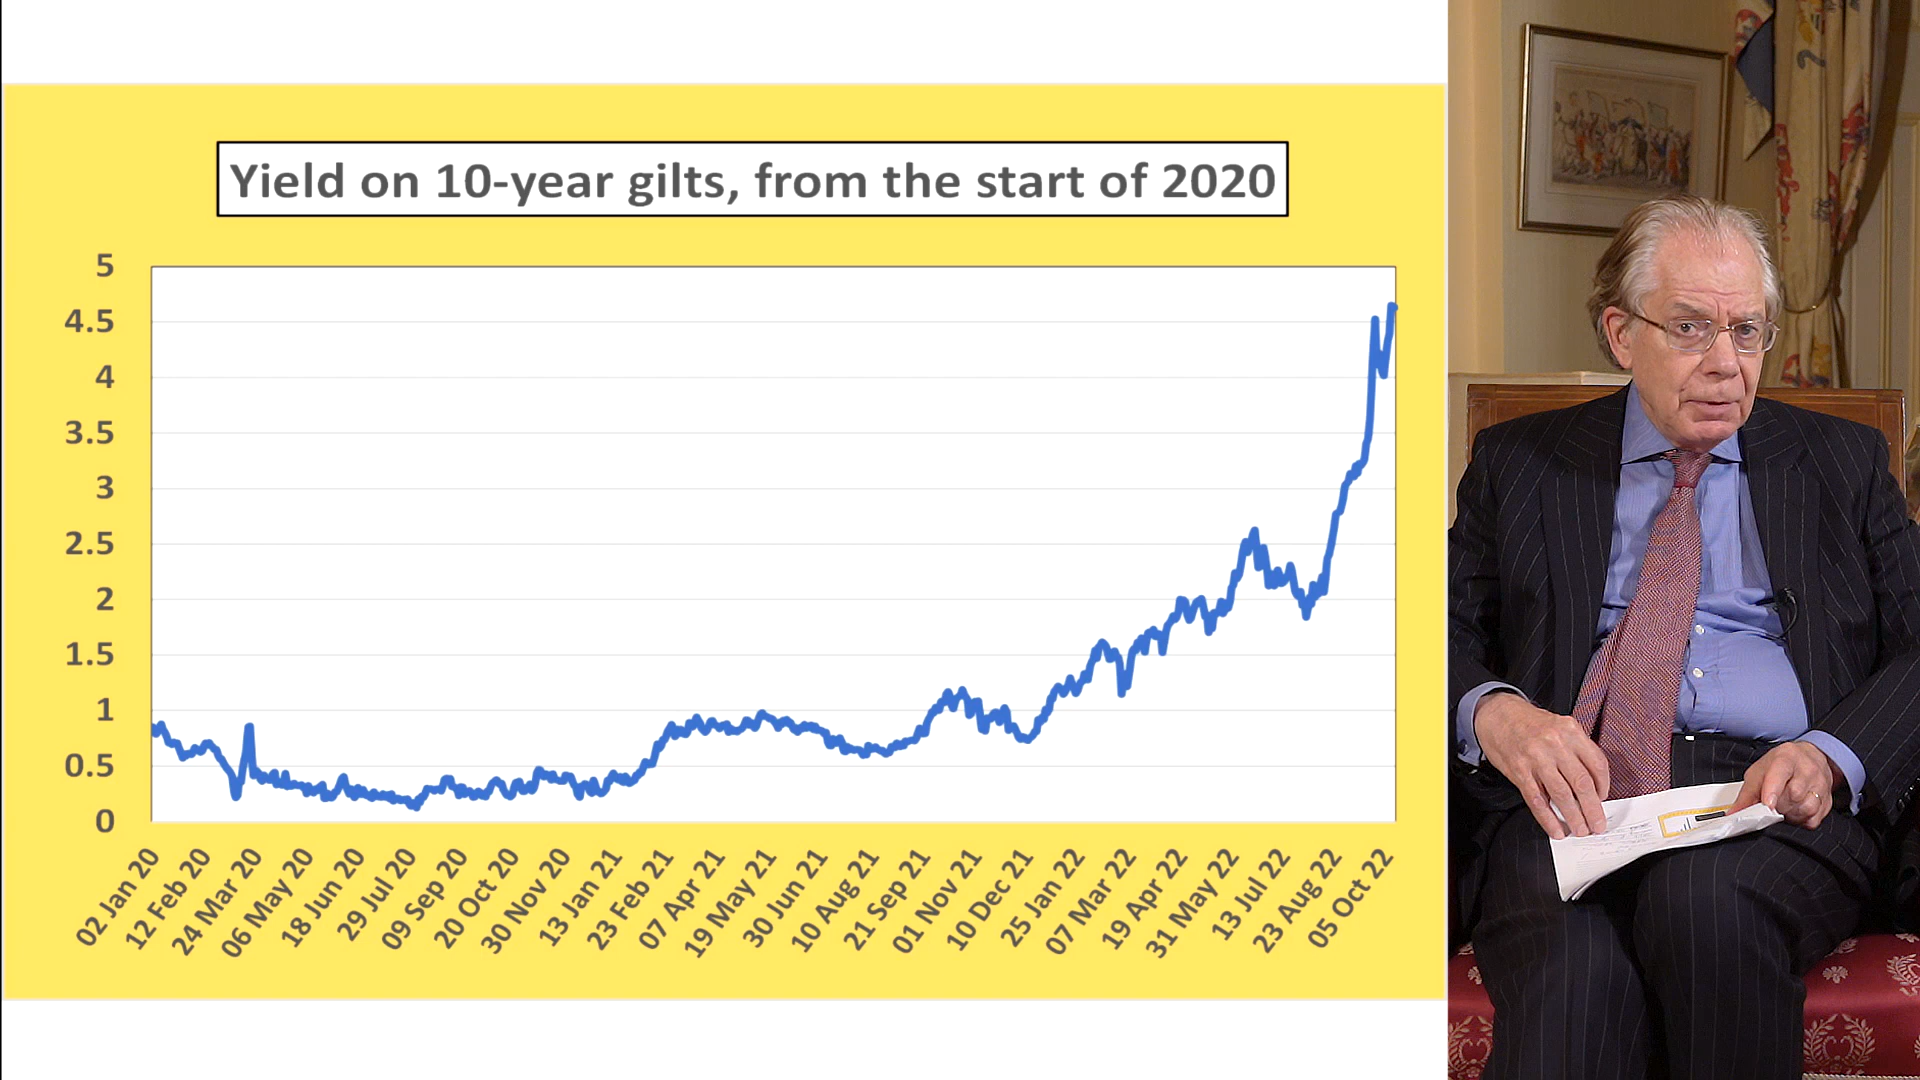 Yield on 10-year gilts, from the start of 2020
5
4.5
4
3.5
3
2.5
2
1.5
1
0.5
0
02 Jan 20
12 Feb 20
24 Mar 20
06 May 20
18 Jun 20
29 Jul 20
09 Sep 20
20 Oct 20
30 Nov 20
13 Jan 21
23 Feb 21
07 Apr 21
19 May 21
30 Jun 21
10 Aug 21
21 Sep 21
01 Nov 21
10 Dec 21
25 Jan 22
07 Mar 22
19 Apr 22
31 May 22
13 Jul 22
23 Aug 22
05 Oct 22